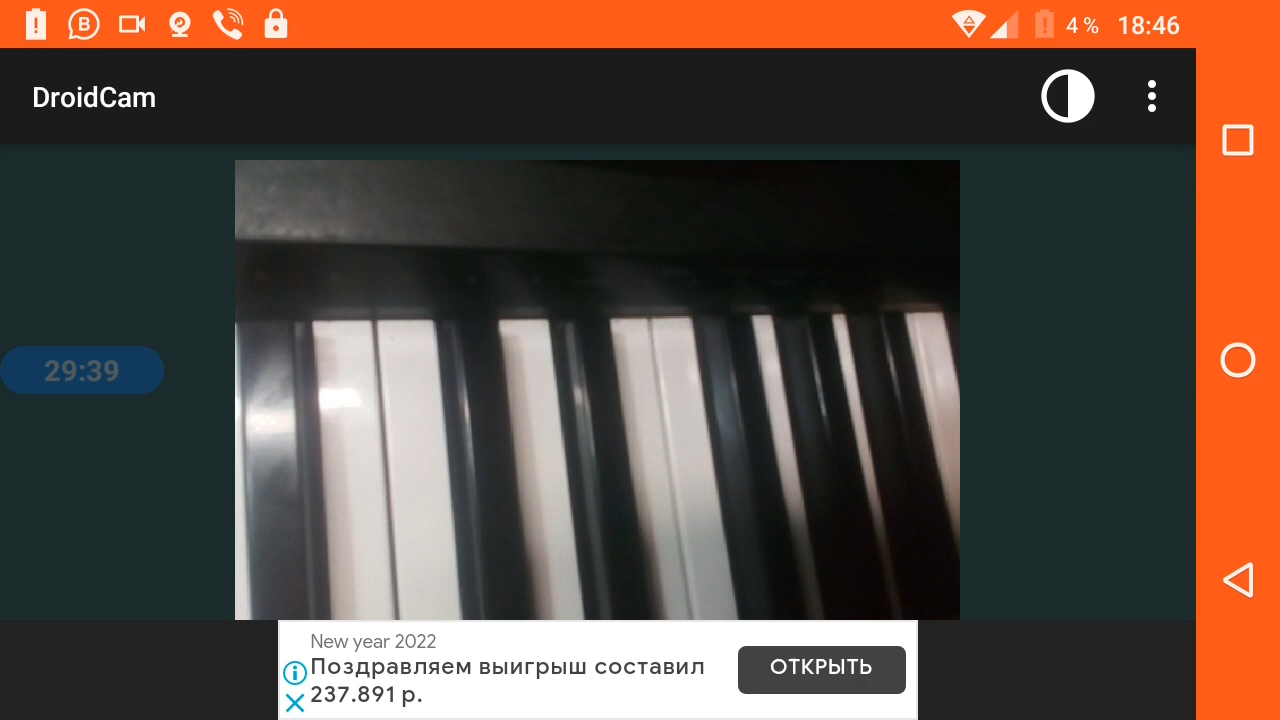 4 % 18:46
DroidCam
29:39
New year 2022
Поздравляем выигрыш составил
237.891 р.
ОТКРЫТЬ